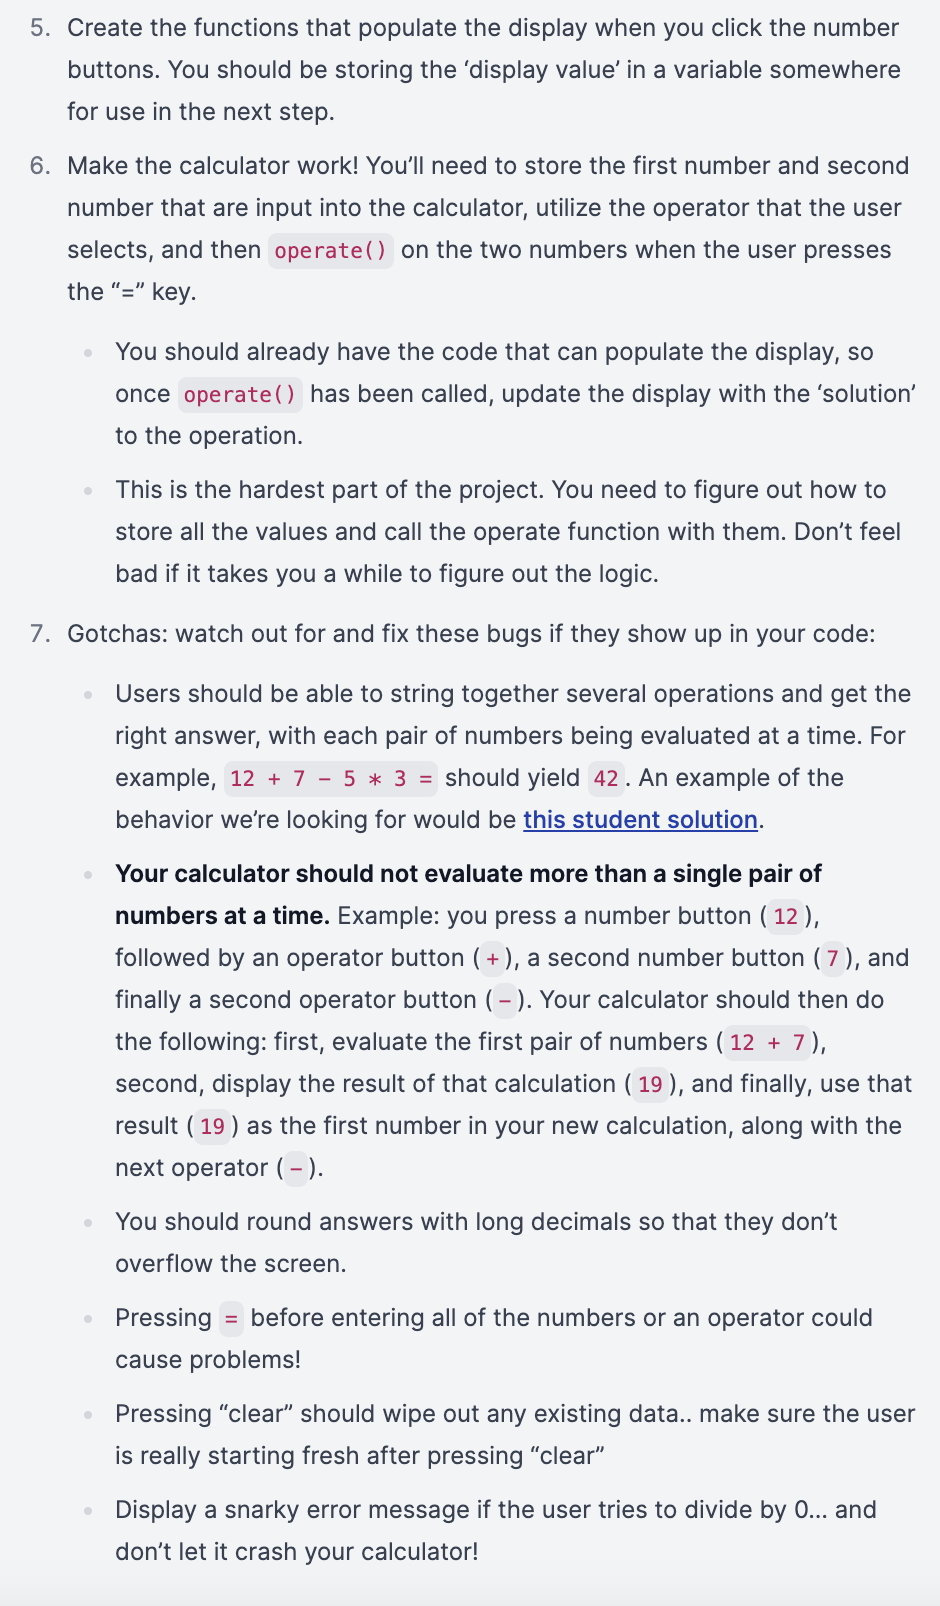 5. Create the functions that populate the display when you click the number
buttons. You should be storing the ‘display value’ in a variable somewhere
for use in the next step.
6. Make the calculator work! You’ll need to store the first number and second
number that are input into the calculator, utilize the operator that the user
selects, and then operate() on the two numbers when the user presses
the “=” key.
• You should already have the code that can populate the display, so
once operate() has been called, update the display with the ‘solution’
to the operation.
• This is the hardest part of the project. You need to figure out how to
store all the values and call the operate function with them. Don’t feel
bad if it takes you a while to figure out the logic.
7. Gotchas: watch out for and fix these bugs if they show up in your code:
• Users should be able to string together several operations and get the
right answer, with each pair of numbers being evaluated at a time. For
example, 12 + 7 - 5 * 3 = should yield 42. An example of the
behavior we’re looking for would be this student solution.
• Your calculator should not evaluate more than a single pair of
numbers at a time. Example: you press a number button (12),
followed by an operator button (+), a second number button (7), and
finally a second operator button (-). Your calculator should then do
the following: first, evaluate the first pair of numbers (12 + 7),
second, display the result of that calculation (19), and finally, use that
result (19) as the first number in your new calculation, along with the
next operator (-).
• You should round answers with long decimals so that they don’t
overflow the screen.
• Pressing = before entering all of the numbers or an operator could
cause problems!
• Pressing “clear” should wipe out any existing data.. make sure the user
is really starting fresh after pressing “clear”
• Display a snarky error message if the user tries to divide by 0… and
don’t let it crash your calculator!